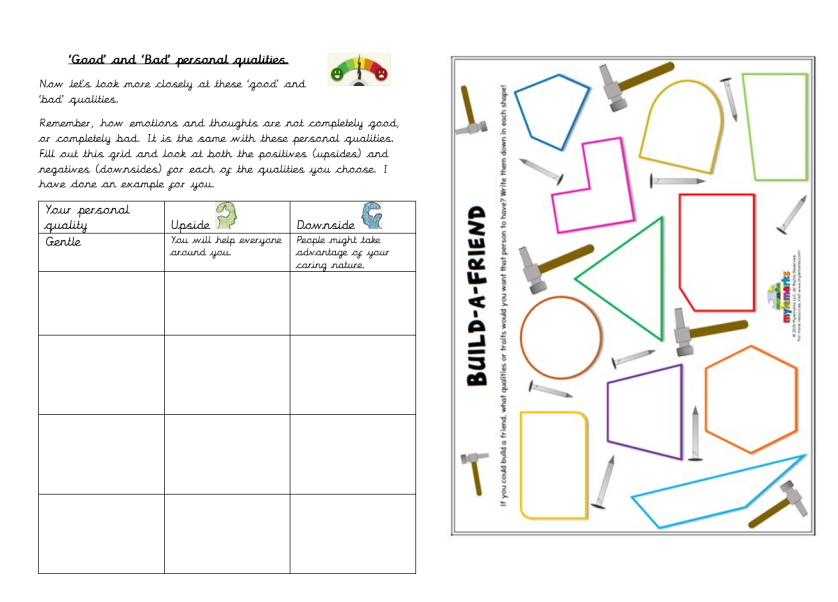 'Good' and 'Bad' personal qualities
Now let's look more closely at these 'good' and
'bad' qualities.
Remember, how emotions and thoughts are not completely good,
or completely bad. It is the same with these personal qualities.
Fill out this grid and look at both the positives (upsides) and
negatives (downsides) for each of the qualities you choose. I
have done an example for you.
Your personal
quality
Upside
Downside
Gentle
You will help everyone
around you.
People might take
advantage of your
caring nature.
BUILD-A-FRIEND
If you could build a friend, what qualities or traits would you want that person to have? Write them down in each shape!
mylemarks